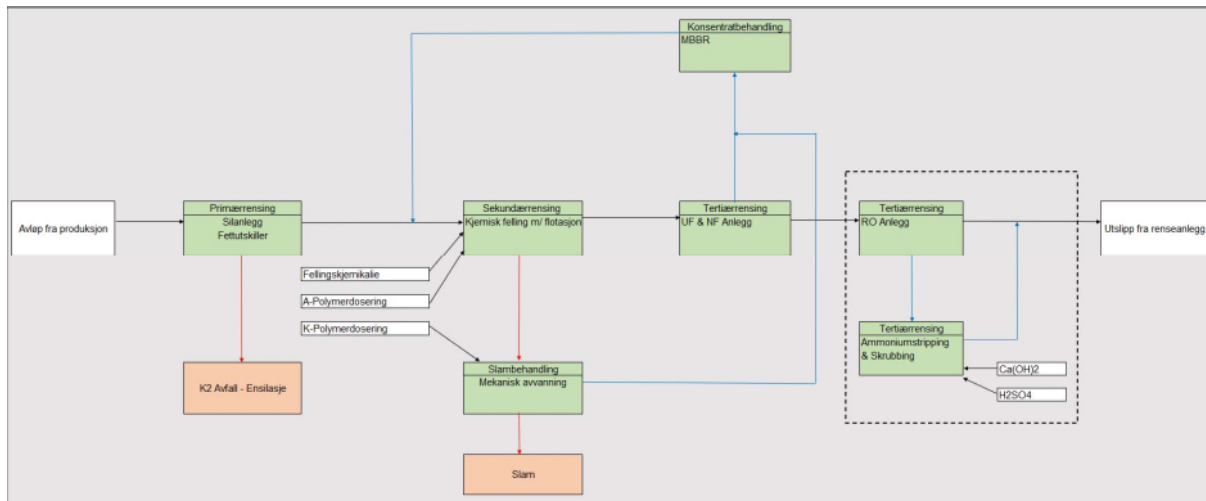 Konsentratbehandling
MBBR
Avløp fra produksjon
Primærrensing
Silanlegg
Fettutskiller
Sekundærrensing
Kjemisk felling m/ flotasjon
Tertiærrensing
UF & NF Anlegg
Tertiærrensing
RO Anlegg
Utslipp fra renseanlegg
Fellingskjemikalie
A-Polymerdosering
K-Polymerdosering
Tertiærrensing
Ammoniumstripping
& Skrubbing
Ca(OH)2
H2SO4
K2 Avfall - Ensilasje
Slambehandling
Mekanisk avvanning
Slam